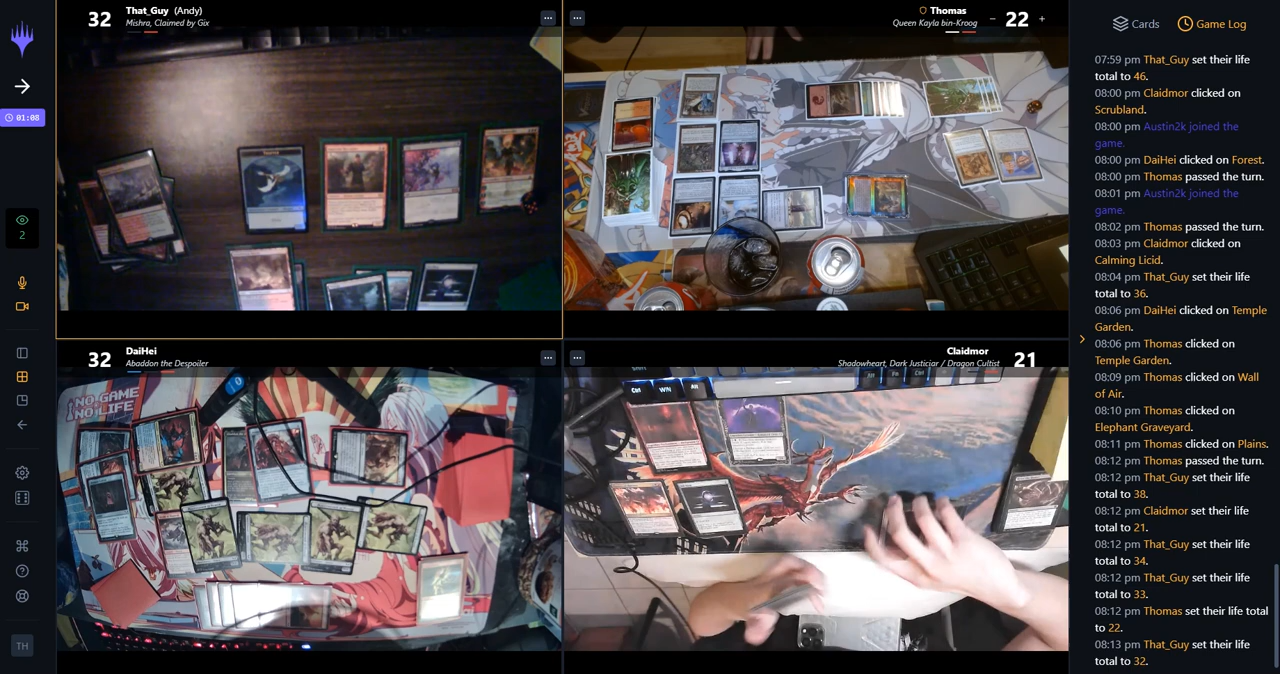 32
That_Guy (Andy)
Mishra, Claimed by Gix
Thomas
Queen Kayla bin-Kroog
− 22 +
01:08
2
TH
32
DaiHei
Abaddon the Despoiler
NO GAME
NO LIFE
Claidmor
Shadowheart, Dark Justiciar / Dragon Cultist
21
Ctrl
WN
Alt
Cards
Game Log
07:59 pm That_Guy set their life
total to 46.
08:00 pm Claidmor clicked on
Scrubland.
08:00 pm Austin2k joined the
game.
08:00 pm DaiHei clicked on Forest.
08:00 pm Thomas passed the turn.
08:01 pm Austin2k joined the
game.
08:02 pm Thomas passed the turn.
08:03 pm Claidmor clicked on
Calming Licid.
08:04 pm That_Guy set their life
total to 36.
08:06 pm DaiHei clicked on Temple
Garden.
08:06 pm Thomas clicked on
Temple Garden.
08:09 pm Thomas clicked on Wall
of Air.
08:10 pm Thomas clicked on
Elephant Graveyard.
08:11 pm Thomas clicked on Plains.
08:12 pm Thomas passed the turn.
08:12 pm That_Guy set their life
total to 38.
08:12 pm Claidmor set their life
total to 21.
08:12 pm That_Guy set their life
total to 34.
08:12 pm That_Guy set their life
total to 33.
08:12 pm Thomas set their life total
to 22.
08:13 pm That_Guy set their life
total to 32.